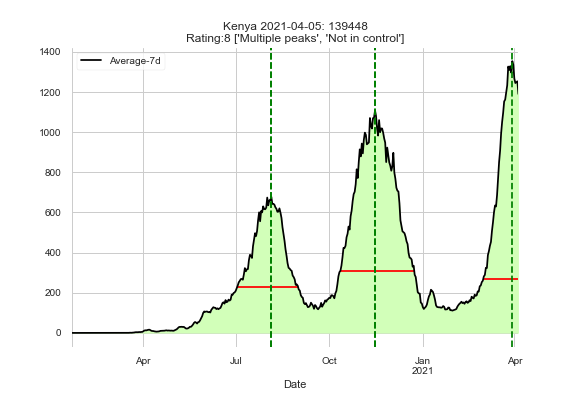 Kenya 2021-04-05: 139448
Rating:8 ['Multiple peaks', 'Not in control']
Average-7d
1400
1200
1000
800
600
400
200
0
Apr
Jul
Oct
Jan
2021
Apr
Date